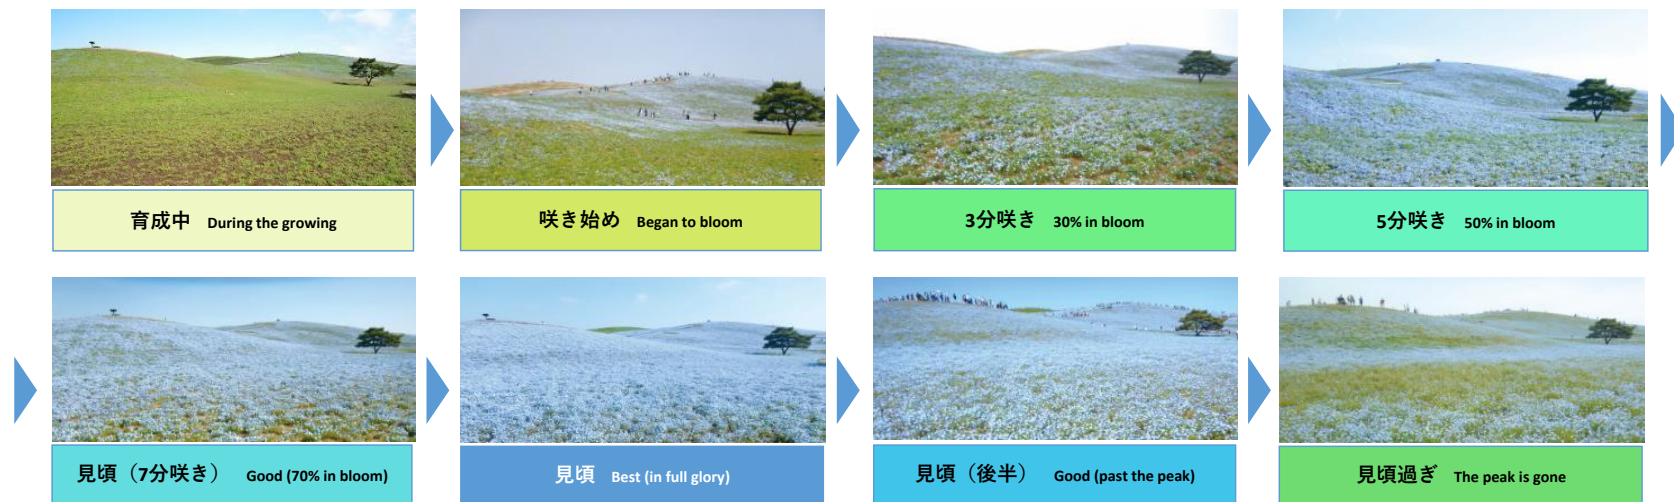 育成中 During the growing
咲き始め Began to bloom
3分咲き 30% in bloom
5分咲き 50% in bloom
見頃（7分咲き） Good (70% in bloom)
見頃 Best (in full glory)
見頃（後半） Good (past the peak)
見頃過ぎ The peak is gone